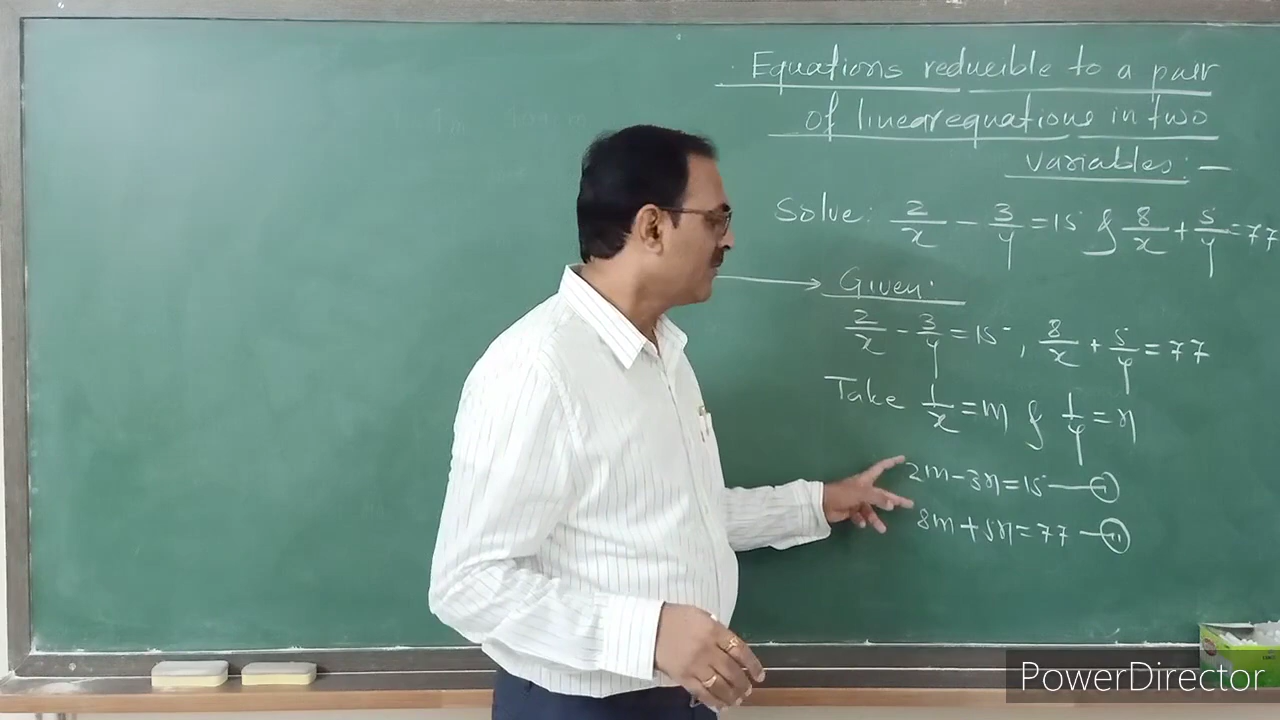 Equations reducible to a pair
of linear equations in two
variables: —
Solve: 2/x - 3/y = 15 & 8/x + 5/y = 77
Given:
2/x - 3/y = 15, 8/x + 5/y = 77
Take 1/x = m & 1/y = n
2m - 3n = 15 — (i)
8m + 5n = 77 — (ii)
PowerDirector